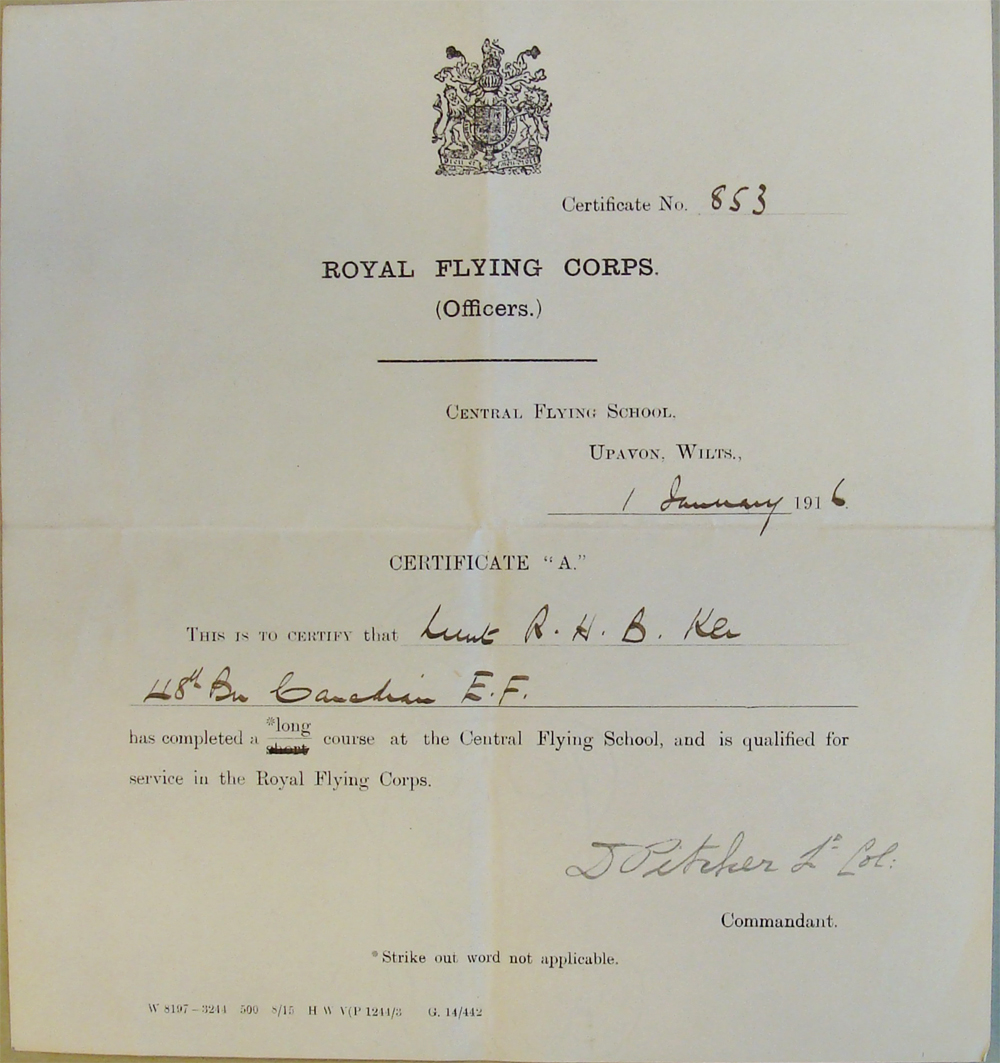 Certificate No. 853
ROYAL FLYING CORPS.
(Officers.)
CENTRAL FLYING SCHOOL.
UPAVON, WILTS.,
1 January 1916.
CERTIFICATE "A."
THIS IS TO CERTIFY that Lieut R. H. B. Ker
48th Bn Canadian E.F.
has completed a *long
short
course at the Central Flying School, and is qualified for
service in the Royal Flying Corps.
D Pitcher Lt Col:
Commandant.
*Strike out word not applicable.
W 8197–3244 500 8/15 H W V(P 1244/3 G. 14/442